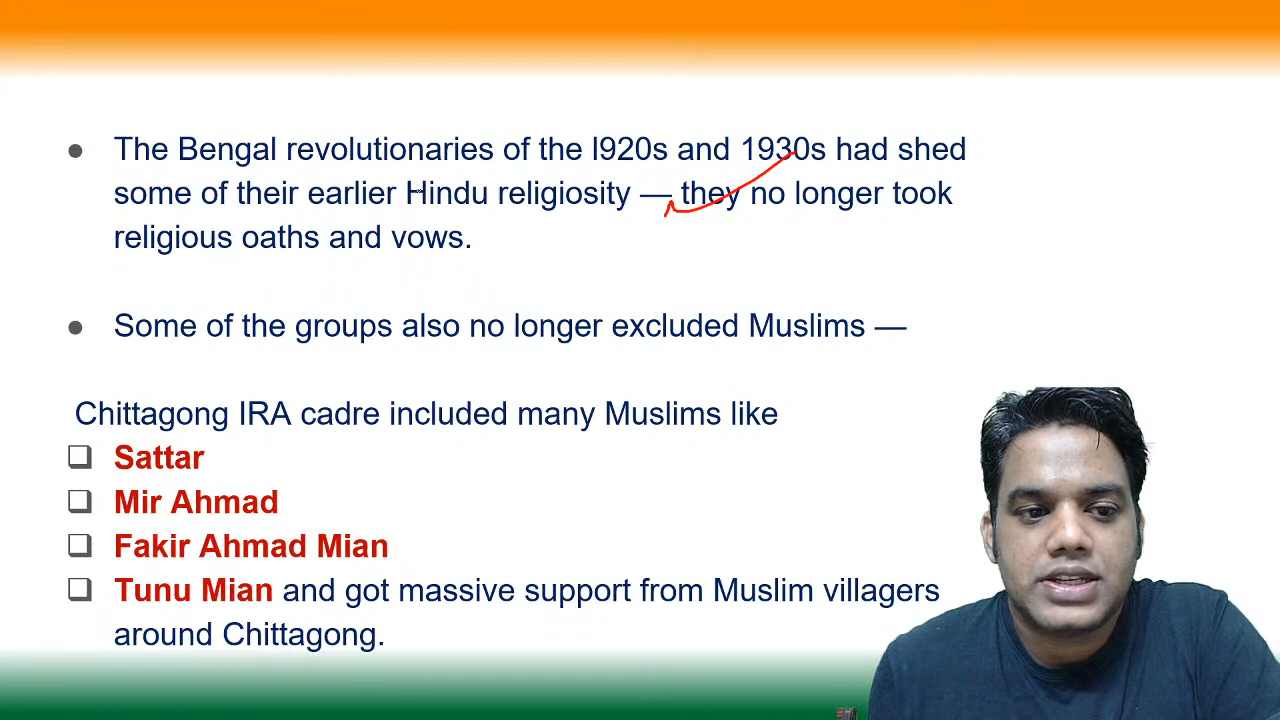 The Bengal revolutionaries of the l920s and 1930s had shed
some of their earlier Hindu religiosity — they no longer took
religious oaths and vows.
Some of the groups also no longer excluded Muslims —
Chittagong IRA cadre included many Muslims like
Sattar
Mir Ahmad
Fakir Ahmad Mian
Tunu Mian and got massive support from Muslim villagers
around Chittagong.